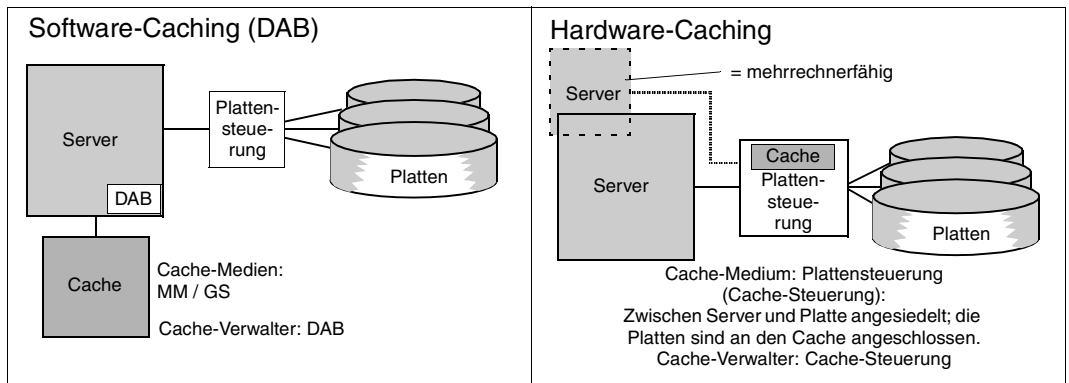 Software-Caching (DAB)
Server
DAB
Platten-
steue-
rung
Platten
Cache
Cache-Medien:
MM / GS
Cache-Verwalter: DAB
Hardware-Caching
Server
= mehrrechnerfähig
Server
Cache
Platten-
steue-
rung
Platten
Cache-Medium: Plattensteuerung
(Cache-Steuerung):
Zwischen Server und Platte angesiedelt; die
Platten sind an den Cache angeschlossen.
Cache-Verwalter: Cache-Steuerung